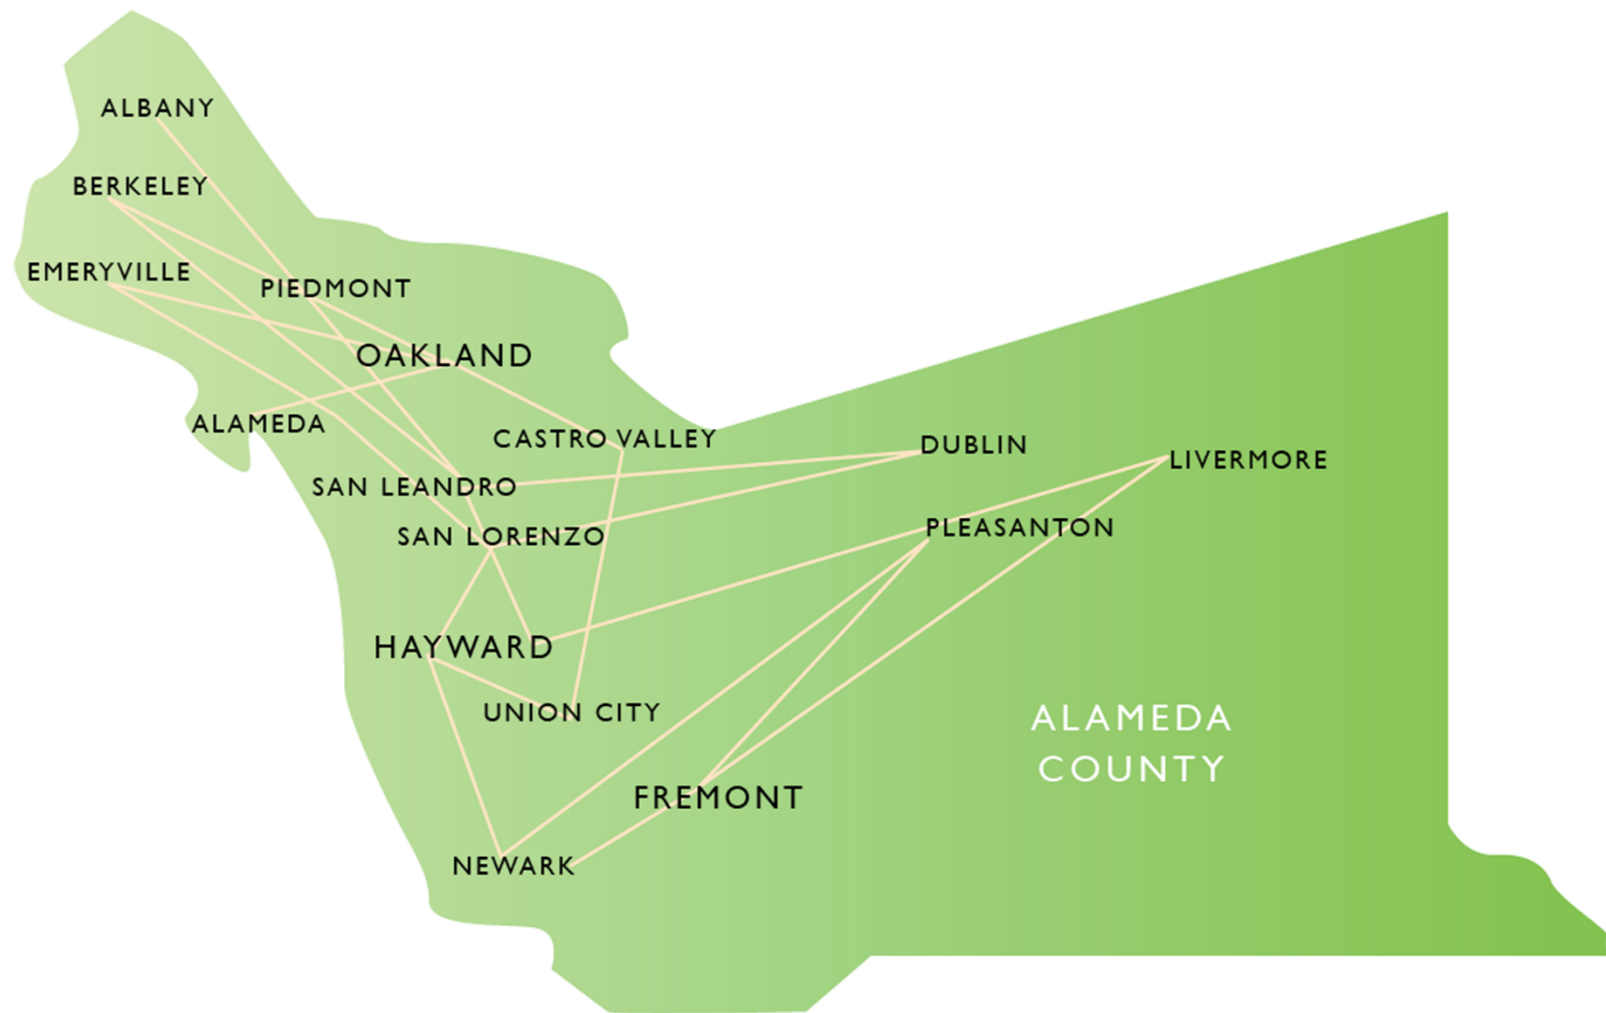 ALBANY
BERKELEY
EMERYVILLE
PIEDMONT
OAKLAND
ALAMEDA
CASTRO VALLEY
DUBLIN
LIVERMORE
SAN LEANDRO
SAN LORENZO
PLEASANTON
HAYWARD
UNION CITY
ALAMEDA
COUNTY
FREMONT
NEWARK